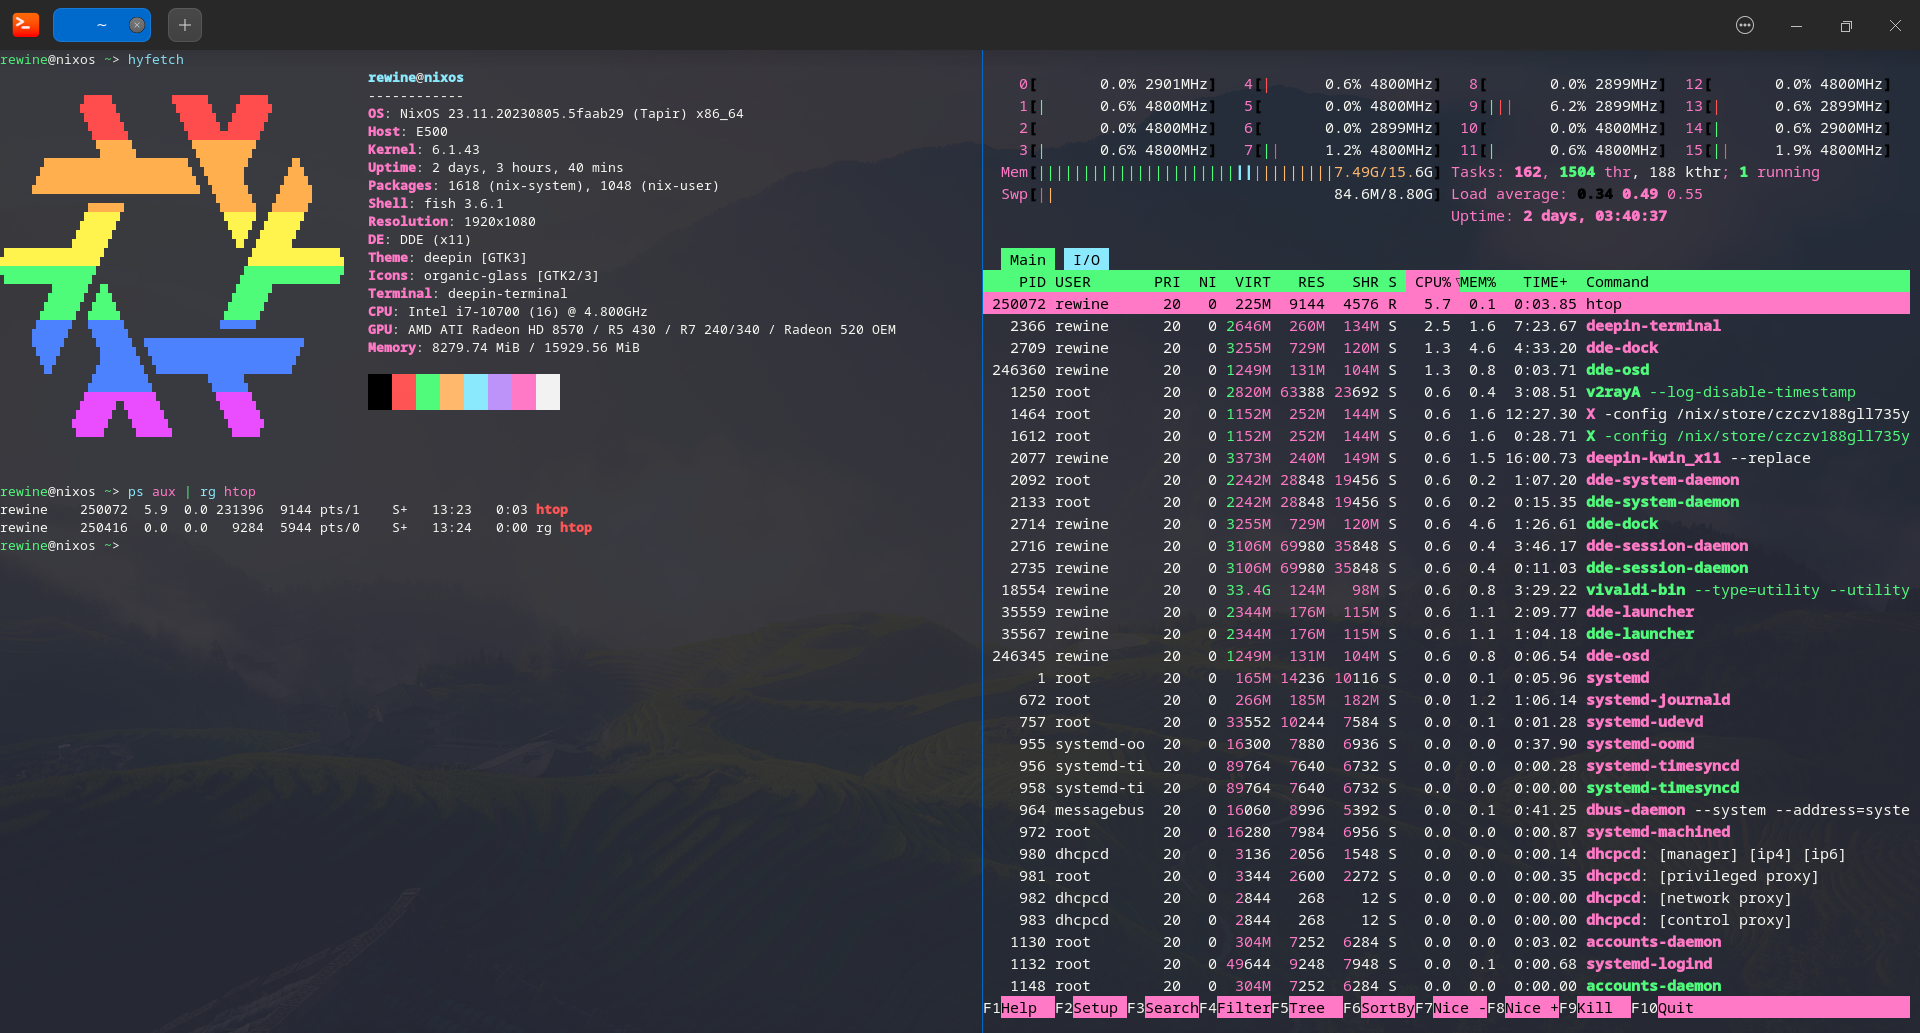 ~
rewine@nixos ~> hyfetch
rewine@nixos
------------
OS: NixOS 23.11.20230805.5faab29 (Tapir) x86_64
Host: E500
Kernel: 6.1.43
Uptime: 2 days, 3 hours, 40 mins
Packages: 1618 (nix-system), 1048 (nix-user)
Shell: fish 3.6.1
Resolution: 1920x1080
DE: DDE (x11)
Theme: deepin [GTK3]
Icons: organic-glass [GTK2/3]
Terminal: deepin-terminal
CPU: Intel i7-10700 (16) @ 4.800GHz
GPU: AMD ATI Radeon HD 8570 / R5 430 / R7 240/340 / Radeon 520 OEM
Memory: 8279.74 MiB / 15929.56 MiB
rewine@nixos ~> ps aux | rg htop
rewine 250072 5.9 0.0 231396 9144 pts/1 S+ 13:23 0:03 htop
rewine 250416 0.0 0.0 9284 5944 pts/0 S+ 13:24 0:00 rg htop
rewine@nixos ~>
0[ 0.0% 2901MHz] 4[| 0.6% 4800MHz] 8[ 0.0% 2899MHz] 12[ 0.0% 4800MHz]
1[| 0.6% 4800MHz] 5[ 0.0% 4800MHz] 9[||| 6.2% 2899MHz] 13[| 0.6% 2899MHz]
2[ 0.0% 4800MHz] 6[ 0.0% 2899MHz] 10[ 0.0% 4800MHz] 14[| 0.6% 2900MHz]
3[| 0.6% 4800MHz] 7[|| 1.2% 4800MHz] 11[| 0.6% 4800MHz] 15[|| 1.9% 4800MHz]
Mem[|||||||||||||||||||||||||||||||||7.49G/15.6G] Tasks: 162, 1504 thr, 188 kthr; 1 running
Swp[|| 84.6M/8.80G] Load average: 0.34 0.49 0.55
Uptime: 2 days, 03:40:37
Main I/O
PID USER PRI NI VIRT RES SHR S CPU%▽MEM% TIME+ Command
250072 rewine 20 0 225M 9144 4576 R 5.7 0.1 0:03.85 htop
2366 rewine 20 0 2646M 260M 134M S 2.5 1.6 7:23.67 deepin-terminal
2709 rewine 20 0 3255M 729M 120M S 1.3 4.6 4:33.20 dde-dock
246360 rewine 20 0 1249M 131M 104M S 1.3 0.8 0:03.71 dde-osd
1250 root 20 0 2820M 63388 23692 S 0.6 0.4 3:08.51 v2rayA --log-disable-timestamp
1464 root 20 0 1152M 252M 144M S 0.6 1.6 12:27.30 X -config /nix/store/czczv188gll735y
1612 root 20 0 1152M 252M 144M S 0.6 1.6 0:28.71 X -config /nix/store/czczv188gll735y
2077 rewine 20 0 3373M 240M 149M S 0.6 1.5 16:00.73 deepin-kwin_x11 --replace
2092 root 20 0 2242M 28848 19456 S 0.6 0.2 1:07.20 dde-system-daemon
2133 root 20 0 2242M 28848 19456 S 0.6 0.2 0:15.35 dde-system-daemon
2714 rewine 20 0 3255M 729M 120M S 0.6 4.6 1:26.61 dde-dock
2716 rewine 20 0 3106M 69980 35848 S 0.6 0.4 3:46.17 dde-session-daemon
2735 rewine 20 0 3106M 69980 35848 S 0.6 0.4 0:11.03 dde-session-daemon
18554 rewine 20 0 33.4G 124M 98M S 0.6 0.8 3:29.22 vivaldi-bin --type=utility --utility
35559 rewine 20 0 2344M 176M 115M S 0.6 1.1 2:09.77 dde-launcher
35567 rewine 20 0 2344M 176M 115M S 0.6 1.1 1:04.18 dde-launcher
246345 rewine 20 0 1249M 131M 104M S 0.6 0.8 0:06.54 dde-osd
1 root 20 0 165M 14236 10116 S 0.0 0.1 0:05.96 systemd
672 root 20 0 266M 185M 182M S 0.0 1.2 1:06.14 systemd-journald
757 root 20 0 33552 10244 7584 S 0.0 0.1 0:01.28 systemd-udevd
955 systemd-oo 20 0 16300 7880 6936 S 0.0 0.0 0:37.90 systemd-oomd
956 systemd-ti 20 0 89764 7640 6732 S 0.0 0.0 0:00.28 systemd-timesyncd
958 systemd-ti 20 0 89764 7640 6732 S 0.0 0.0 0:00.00 systemd-timesyncd
964 messagebus 20 0 16060 8996 5392 S 0.0 0.1 0:41.25 dbus-daemon --system --address=syste
972 root 20 0 16280 7984 6956 S 0.0 0.0 0:00.87 systemd-machined
980 dhcpcd 20 0 3136 2056 1548 S 0.0 0.0 0:00.14 dhcpcd: [manager] [ip4] [ip6]
981 root 20 0 3344 2600 2272 S 0.0 0.0 0:00.35 dhcpcd: [privileged proxy]
982 dhcpcd 20 0 2844 268 12 S 0.0 0.0 0:00.00 dhcpcd: [network proxy]
983 dhcpcd 20 0 2844 268 12 S 0.0 0.0 0:00.00 dhcpcd: [control proxy]
1130 root 20 0 304M 7252 6284 S 0.0 0.0 0:03.02 accounts-daemon
1132 root 20 0 49644 9248 7948 S 0.0 0.1 0:00.68 systemd-logind
1148 root 20 0 304M 7252 6284 S 0.0 0.0 0:00.00 accounts-daemon
F1Help F2Setup F3SearchF4FilterF5Tree F6SortByF7Nice -F8Nice +F9Kill F10Quit